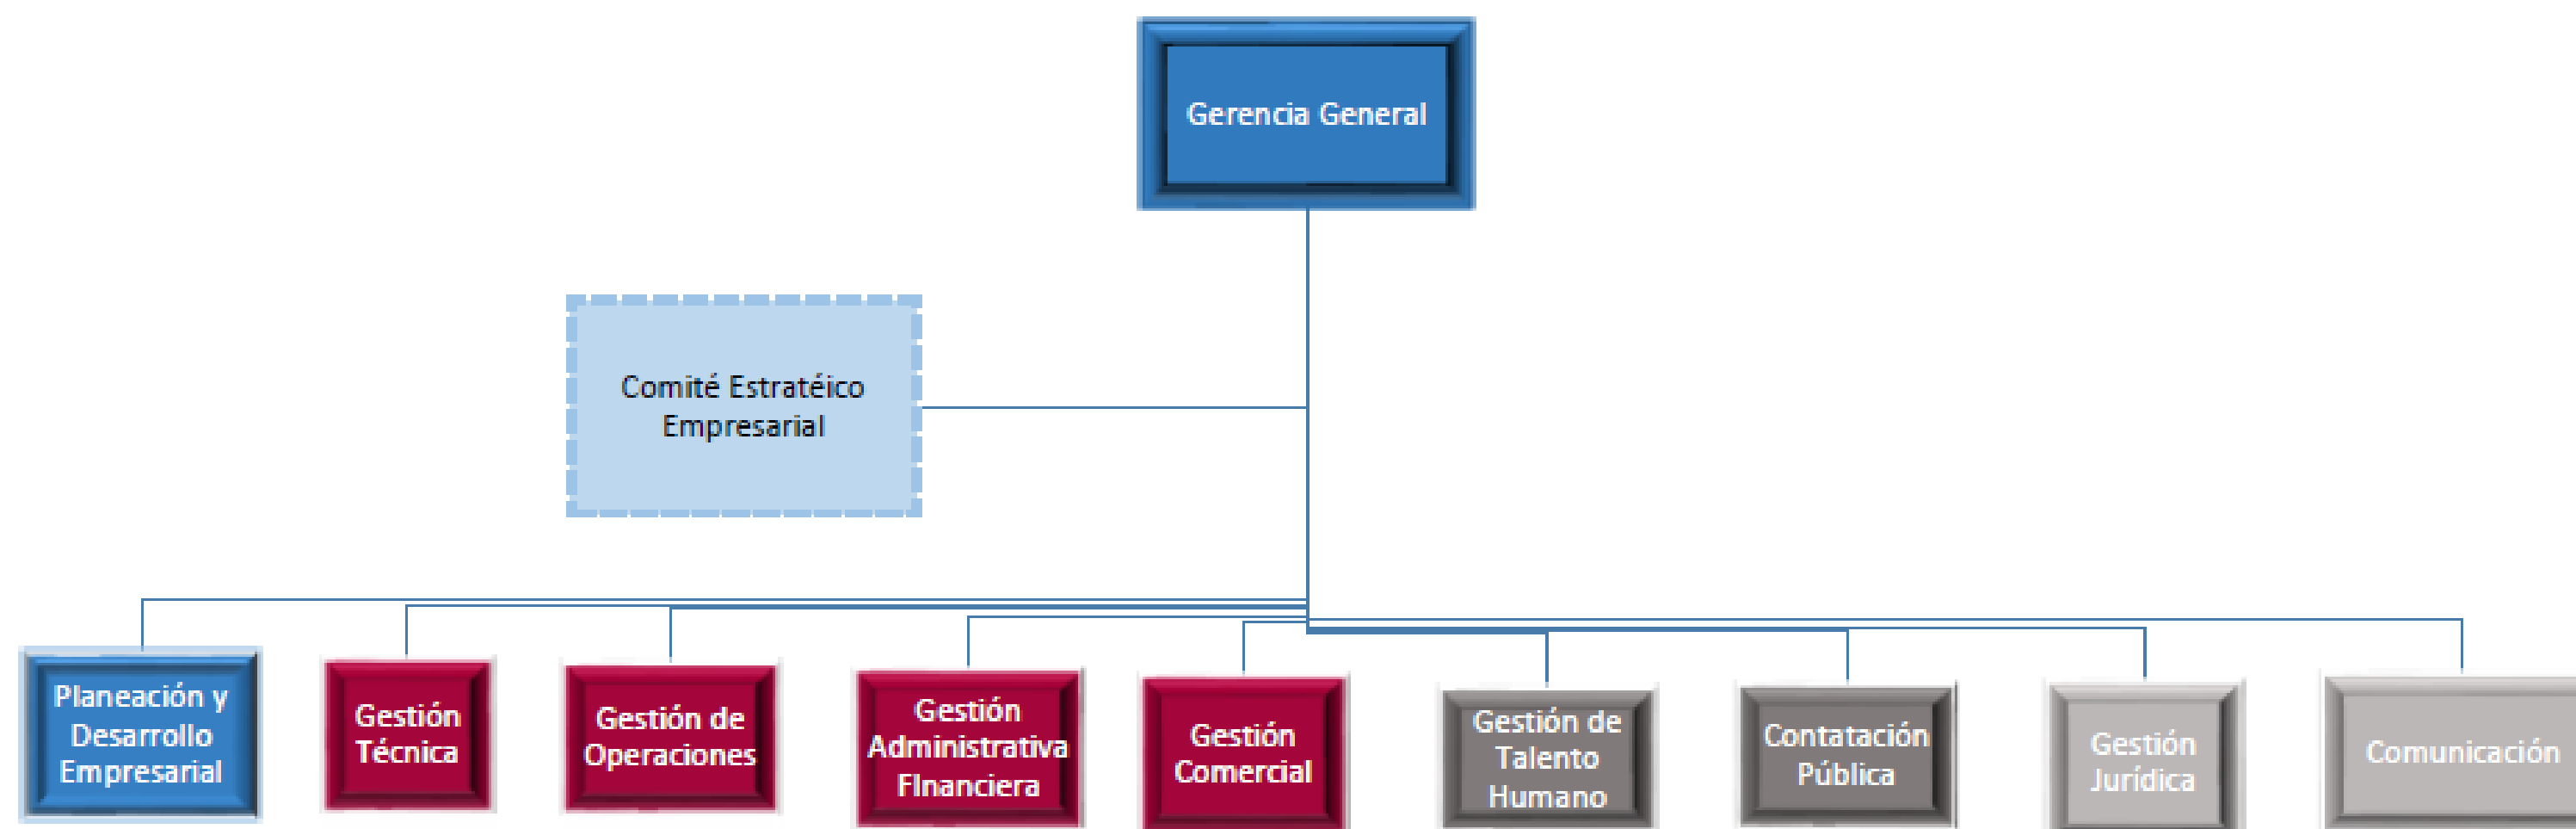 Gerencia General
Comité Estratéico
Empresarial
Planeación y
Desarrollo
Empresarial
Gestión
Técnica
Gestión de
Operaciones
Gestión
Administrativa
FInanciera
Gestión
Comercial
Gestión de
Talento
Humano
Contatación
Pública
Gestión
Jurídica
Comunicación